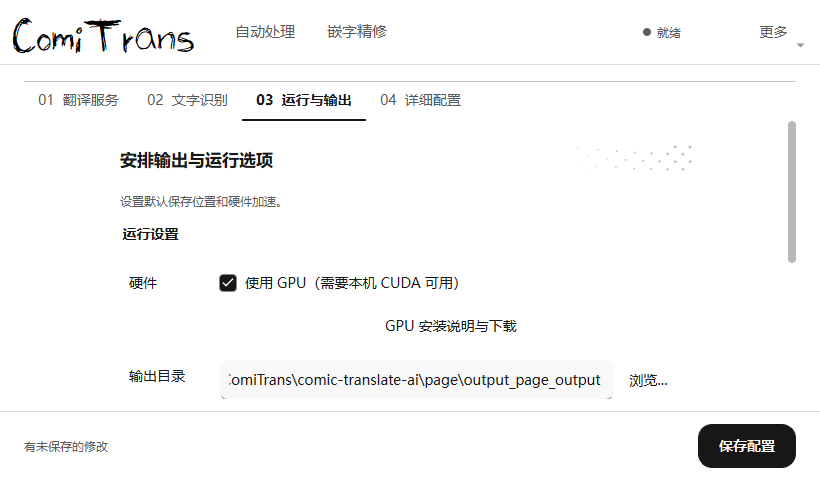 ComiTrans 自动处理 嵌字精修 就绪 更多
01 翻译服务 02 文字识别 03 运行与输出 04 详细配置
安排输出与运行选项
设置默认保存位置和硬件加速。
运行设置
硬件 使用 GPU（需要本机 CUDA 可用）
GPU 安装说明与下载
输出目录 ComiTrans\comic-translate-ai\page\output_page_output 浏览...
有未保存的修改 保存配置